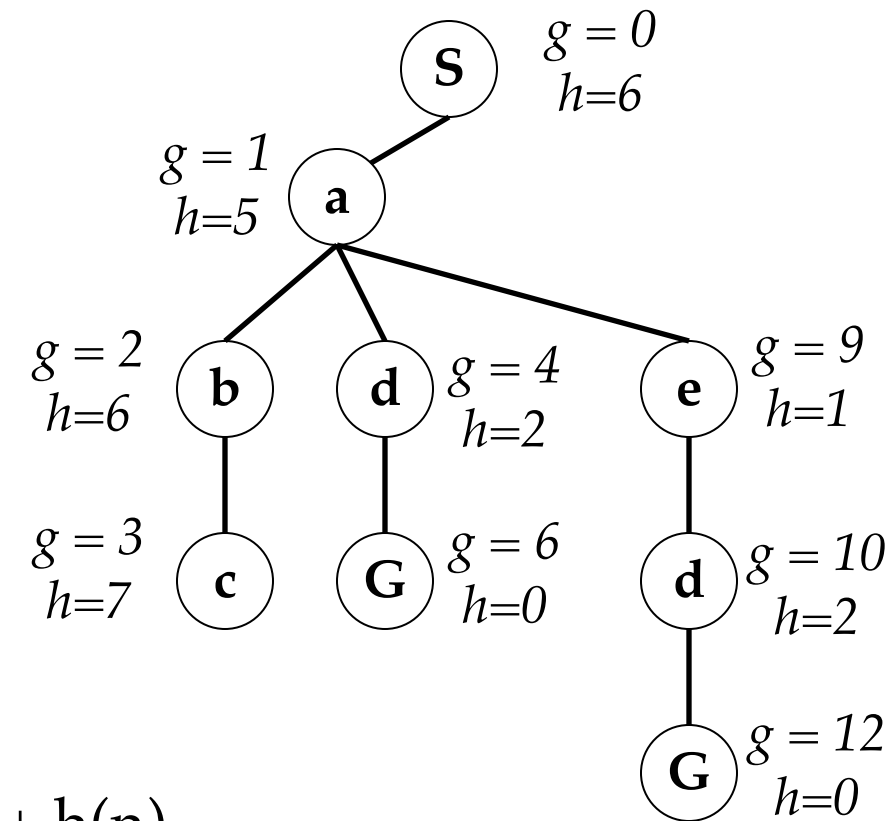 S
g = 0
h=6
g = 1
h=5
a
g = 2
h=6
b
d
g = 4
h=2
e
g = 9
h=1
g = 3
h=7
c
G
g = 6
h=0
d
g = 10
h=2
G
g = 12
h=0
+ h(n)